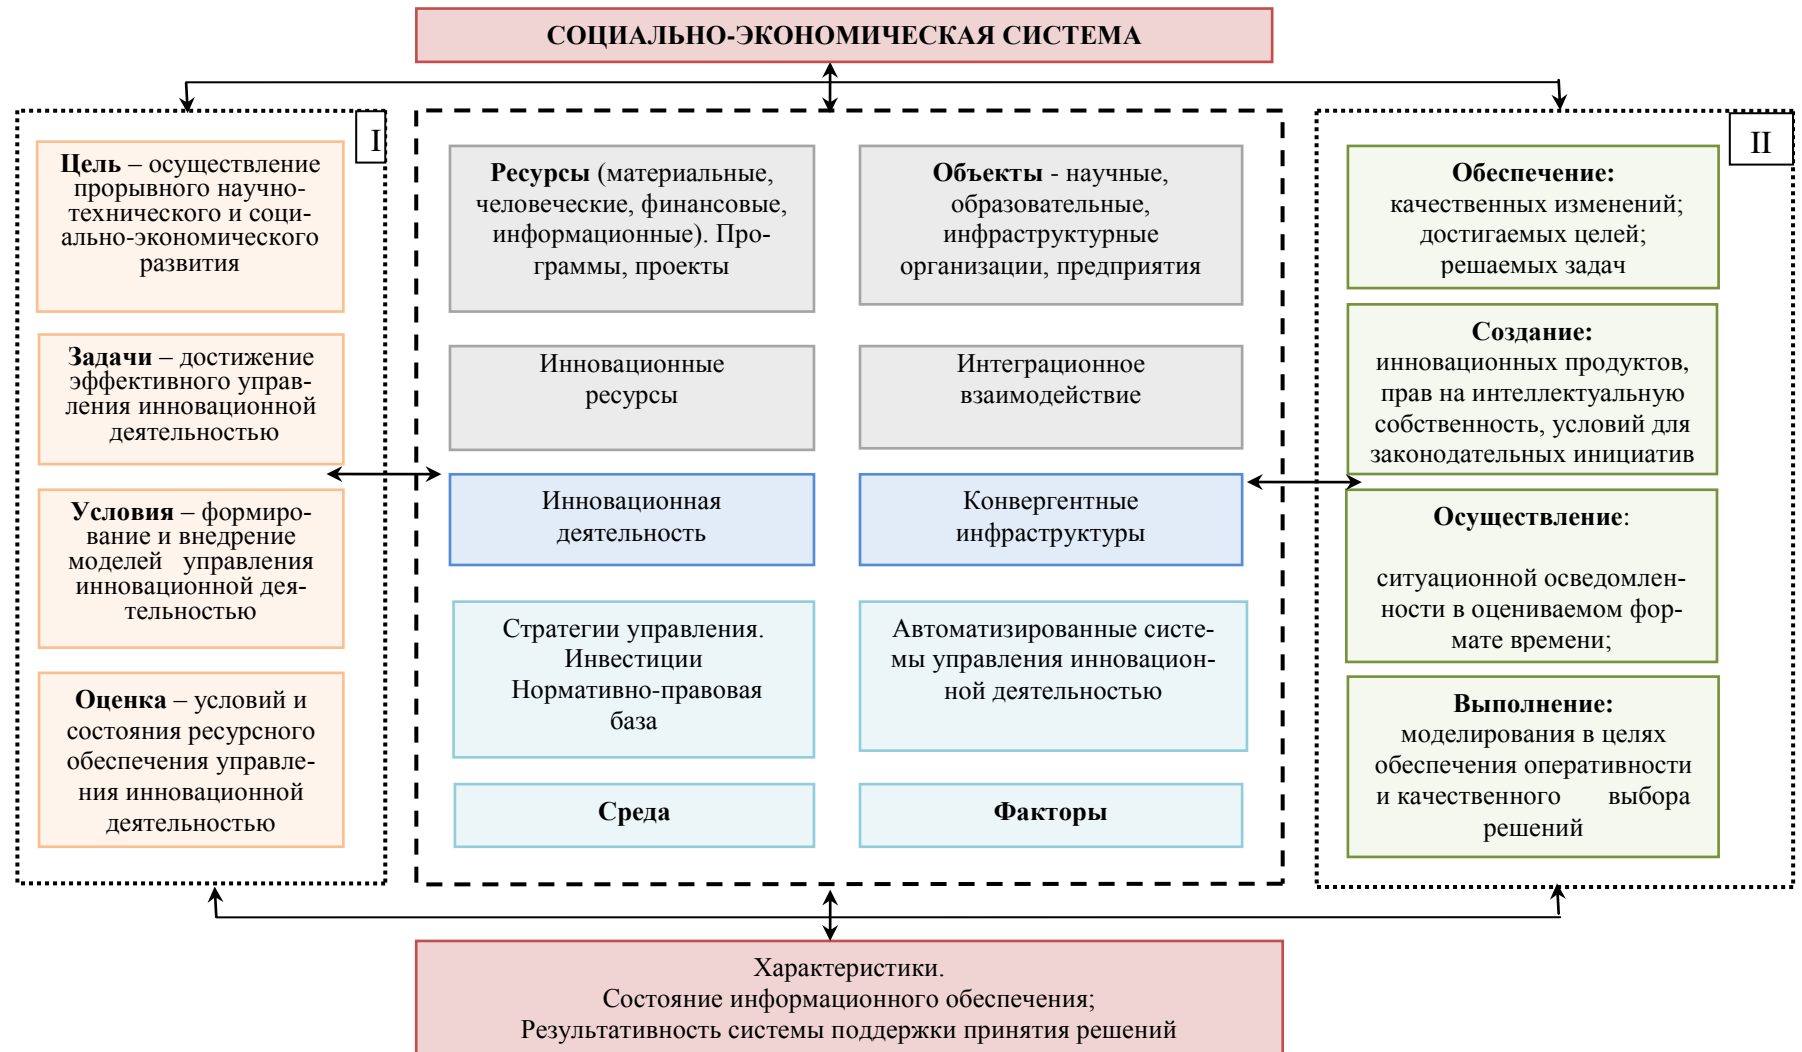 СОЦИАЛЬНО-ЭКОНОМИЧЕСКАЯ СИСТЕМА
I
Цель – осуществление
прорывного научно-
технического и соци-
ально-экономического
развития
Задачи – достижение
эффективного управ-
ления инновационной
деятельностью
Условия – формиро-
вание и внедрение
моделей управления
инновационной дея-
тельностью
Оценка – условий и
состояния ресурсного
обеспечения управле-
ния инновационной
деятельностью
Ресурсы (материальные,
человеческие, финансовые,
информационные). Про-
граммы, проекты
Объекты - научные,
образовательные,
инфраструктурные
организации, предприятия
Инновационные
ресурсы
Интеграционное
взаимодействие
Инновационная
деятельность
Конвергентные
инфраструктуры
Стратегии управления.
Инвестиции
Нормативно-правовая
база
Автоматизированные систе-
мы управления инновацион-
ной деятельностью
Среда
Факторы
II
Обеспечение:
качественных изменений;
достигаемых целей;
решаемых задач
Создание:
инновационных продуктов,
прав на интеллектуальную
собственность, условий для
законодательных инициатив
Осуществление:
ситуационной осведомлен-
ности в оцениваемом фор-
мате времени;
Выполнение:
моделирования в целях
обеспечения оперативности
и качественного выбора
решений
Характеристики.
Состояние информационного обеспечения;
Результативность системы поддержки принятия решений